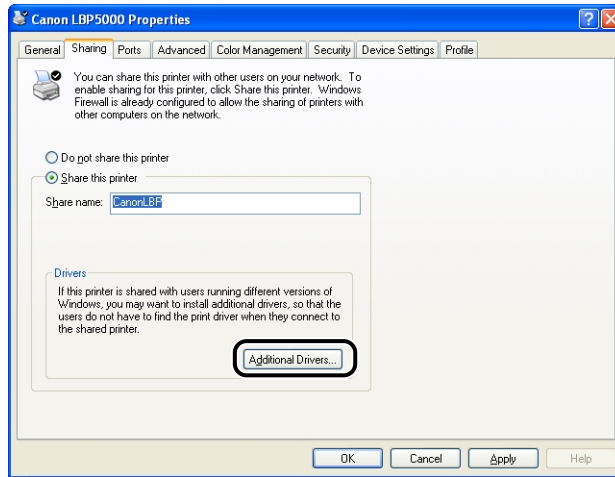 Canon LBP5000 Properties
General Sharing Ports Advanced Color Management Security Device Settings Profile
You can share this printer with other users on your network. To
enable sharing for this printer, click Share this printer. Windows
Firewall is already configured to allow the sharing of printers with
other computers on the network.
Do not share this printer
Share this printer
Share name: CanonLBP
Drivers
If this printer is shared with users running different versions of
Windows, you may want to install additional drivers, so that the
users do not have to find the print driver when they connect to
the shared printer.
Additional Drivers...
OK Cancel Apply Help